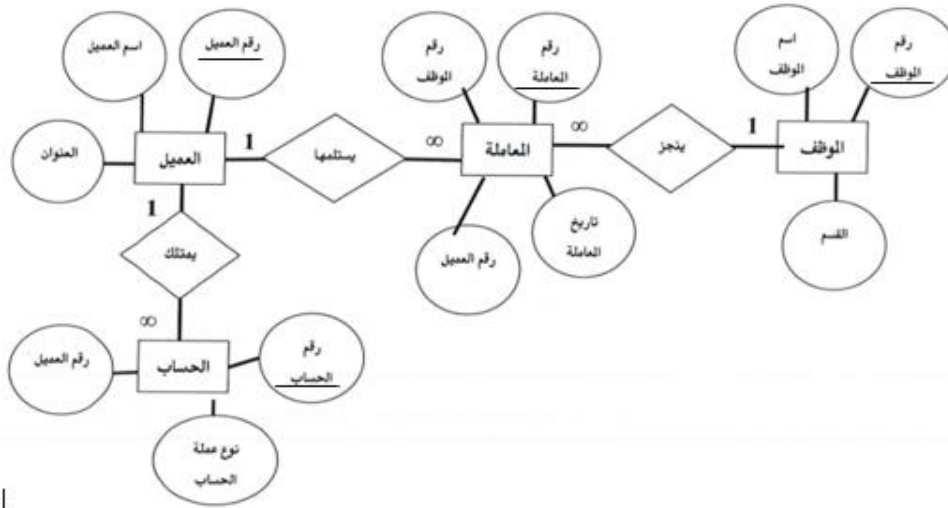 اسم
الموظف
رقم
الموظف
رقم
المعاملة
رقم
الموظف
رقم العميل
اسم العميل
الموظف
1
ينجز
∞
المعاملة
∞
يستلمها
1
العميل
العنوان
القسم
تاريخ
المعاملة
رقم العميل
1
يمتلك
∞
رقم
الحساب
الحساب
رقم العميل
نوع عملة
الحساب